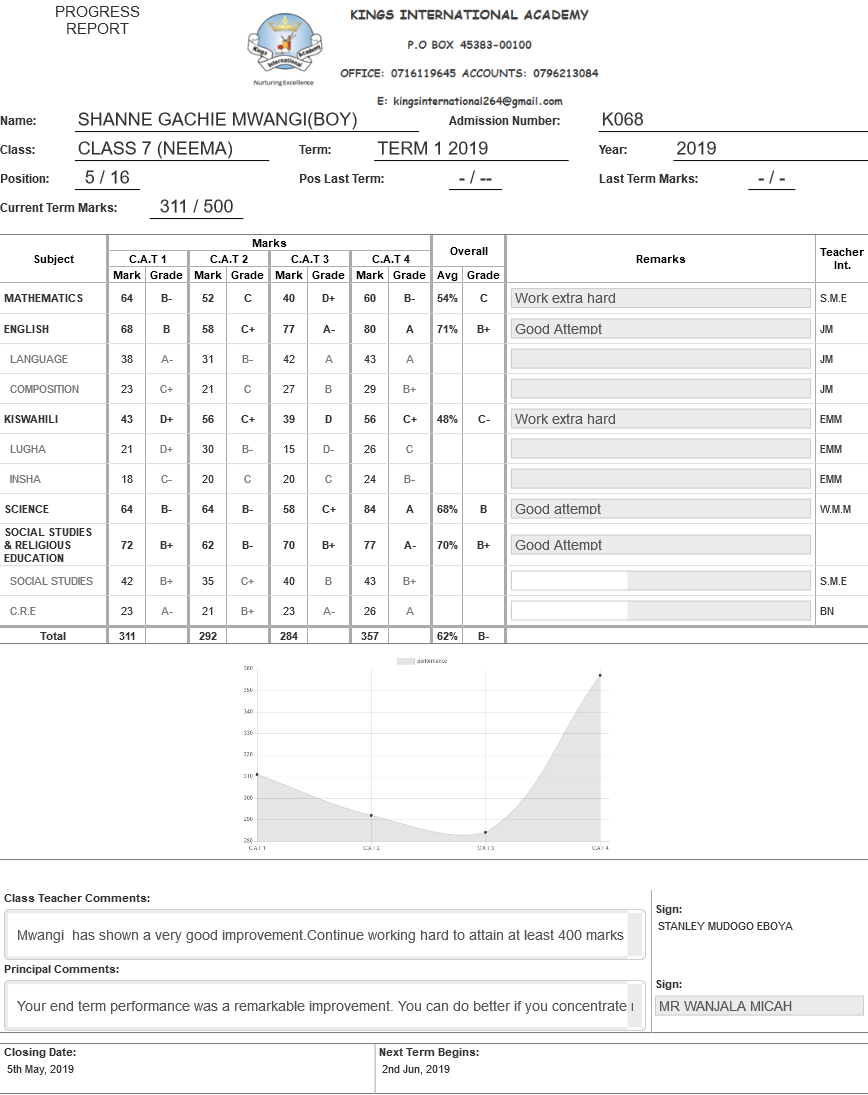 PROGRESS
REPORT
KINGS INTERNATIONAL ACADEMY
P.O BOX 45383-00100
OFFICE: 0716119645 ACCOUNTS: 0796213084
E: kingsinternational264@gmail.com
Kings International Academy
Nurturing Excellence
Name: SHANNE GACHIE MWANGI(BOY) Admission Number: K068
Class: CLASS 7 (NEEMA) Term: TERM 1 2019 Year: 2019
Position: 5 / 16 Pos Last Term: - / -- Last Term Marks: - / -
Current Term Marks: 311 / 500
Subject Marks Overall Remarks Teacher Int.
C.A.T 1 C.A.T 2 C.A.T 3 C.A.T 4
Mark Grade Mark Grade Mark Grade Mark Grade Avg Grade
MATHEMATICS 64 B- 52 C 40 D+ 60 B- 54% C Work extra hard S.M.E
ENGLISH 68 B 58 C+ 77 A- 80 A 71% B+ Good Attempt JM
LANGUAGE 38 A- 31 B- 42 A 43 A JM
COMPOSITION 23 C+ 21 C 27 B 29 B+ JM
KISWAHILI 43 D+ 56 C+ 39 D 56 C+ 48% C- Work extra hard EMM
LUGHA 21 D+ 30 B- 15 D- 26 C EMM
INSHA 18 C- 20 C 20 C 24 B- EMM
SCIENCE 64 B- 64 B- 58 C+ 84 A 68% B Good attempt W.M.M
SOCIAL STUDIES
& RELIGIOUS
EDUCATION 72 B+ 62 B- 70 B+ 77 A- 70% B+ Good Attempt
SOCIAL STUDIES 42 B+ 35 C+ 40 B 43 B+ S.M.E
C.R.E 23 A- 21 B+ 23 A- 26 A BN
Total 311 292 284 357 62% B-
performance
360
350
340
330
320
310
300
290
280
C.A.T 1 C.A.T 2 C.A.T 3 C.A.T 4
Class Teacher Comments:
Mwangi has shown a very good improvement.Continue working hard to attain at least 400 marks
Sign:
STANLEY MUDOGO EBOYA
Principal Comments:
Your end term performance was a remarkable improvement. You can do better if you concentrate
Sign:
MR WANJALA MICAH
Closing Date:
5th May, 2019
Next Term Begins:
2nd Jun, 2019